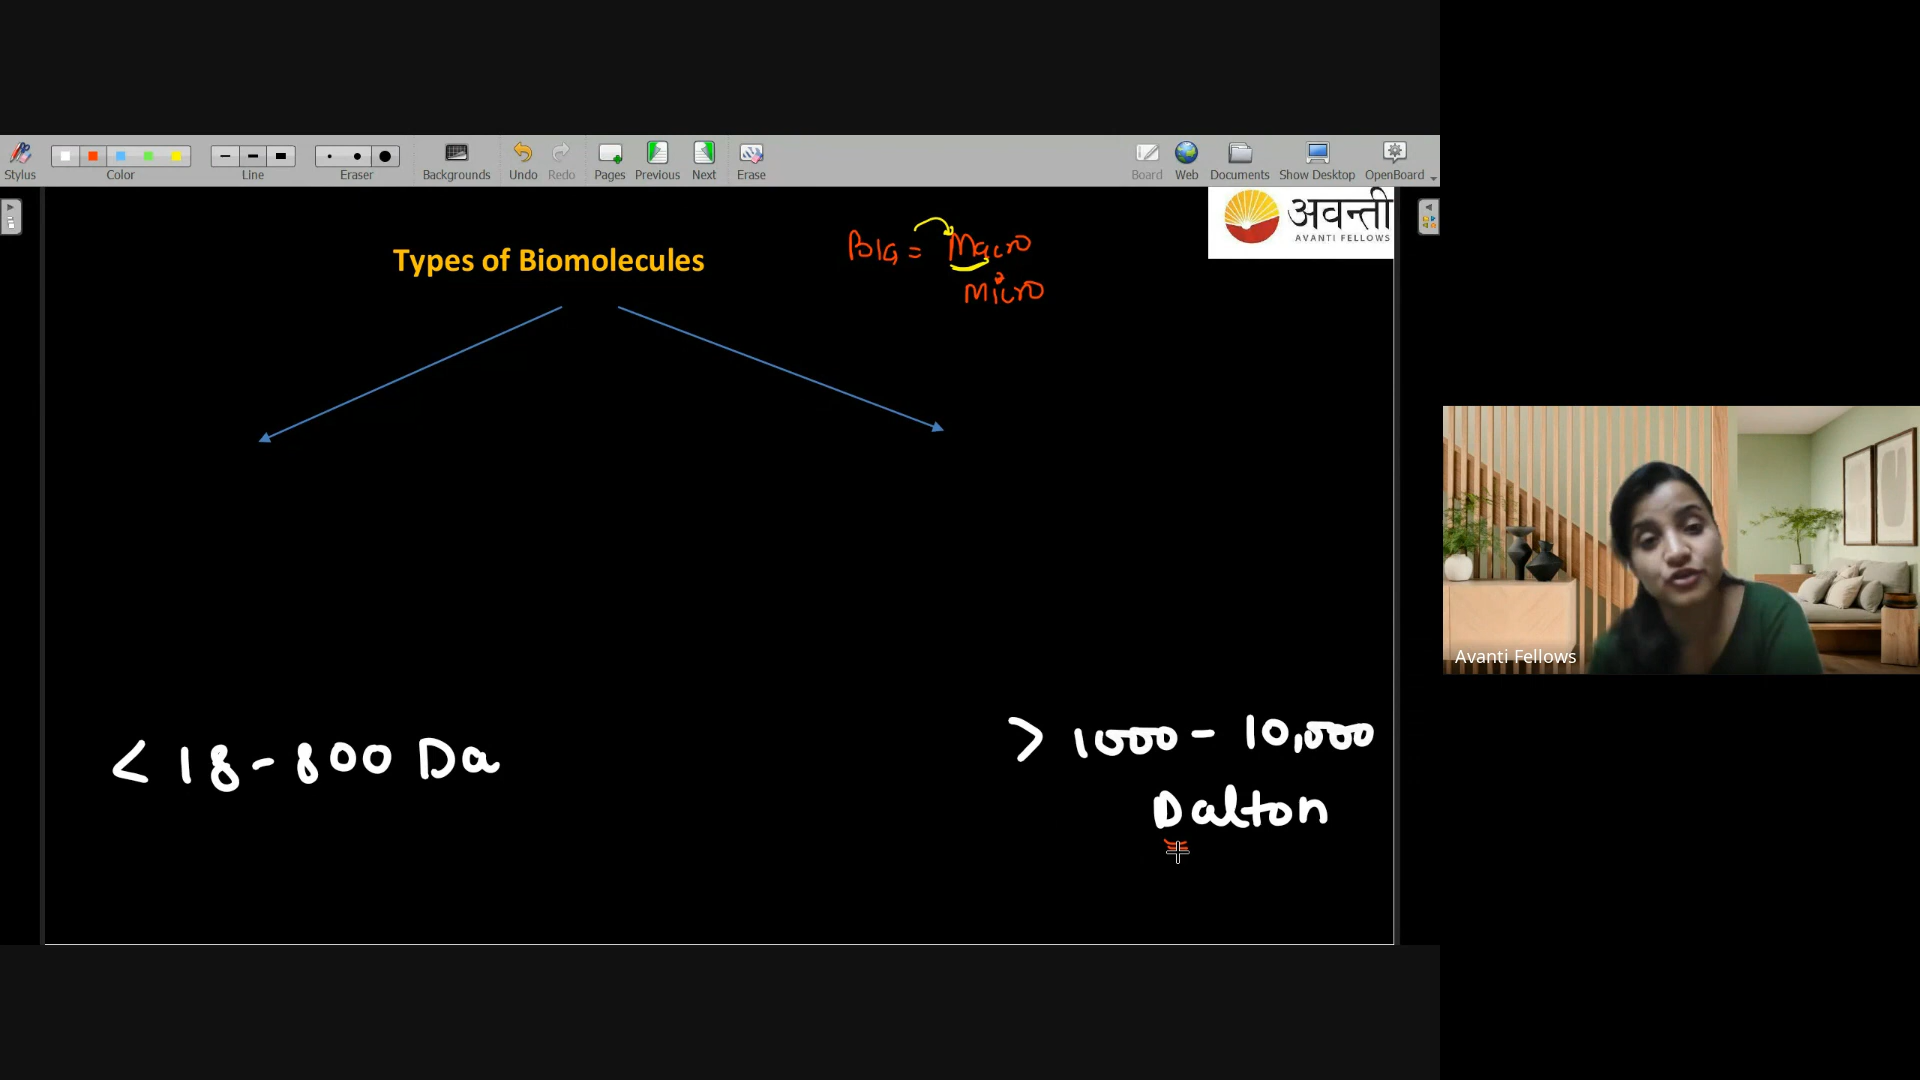 Stylus
Color
Line
Eraser
Backgrounds
Undo
Redo
Pages
Previous
Next
Erase
Board
Web
Documents
Show Desktop
OpenBoard
अवन्ती
AVANTI FELLOWS
Types of Biomolecules
BIG = Macro
Micro
< 18 - 800 Da
> 1000 - 10,000
Dalton
Avanti Fellows